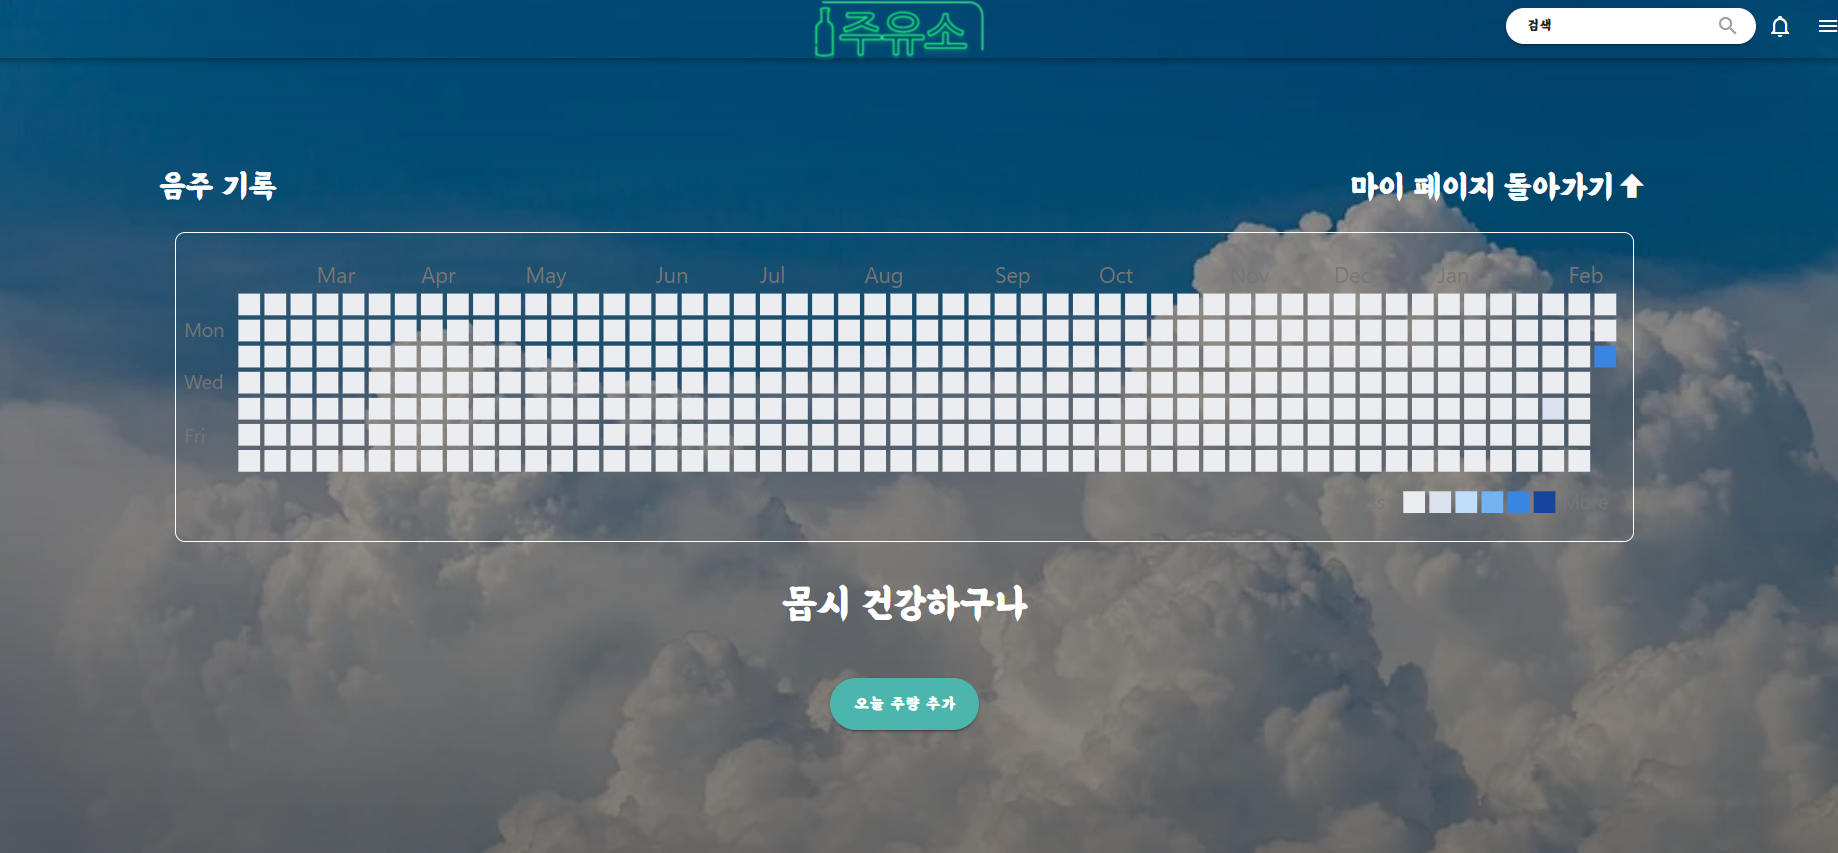 주유소
검색
음주 기록
마이 페이지 돌아가기
Mar Apr May Jun Jul Aug Sep Oct Nov Dec Jan Feb
Mon
Wed
Fri
More
몹시 건강하구나
오늘 주량 추가